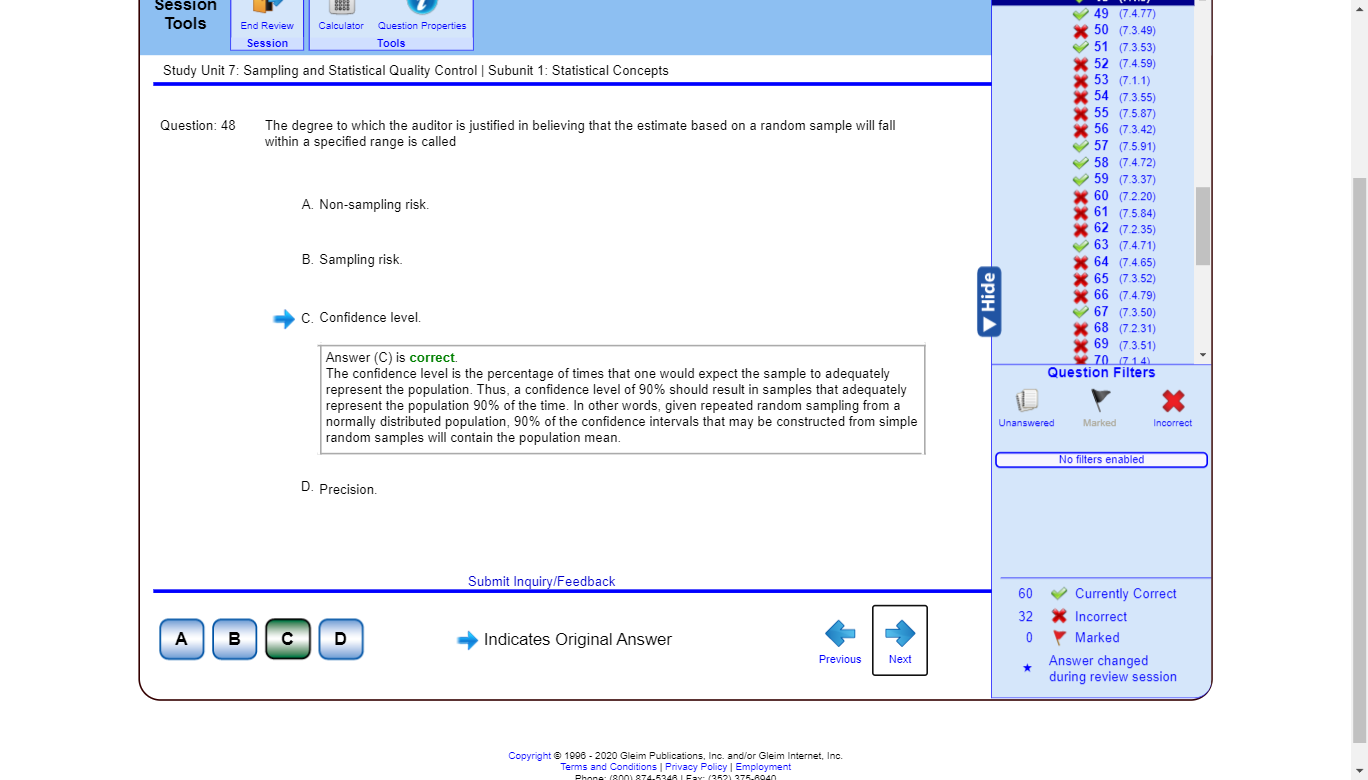 Session
Tools
End Review
Session
Calculator
Question Properties
Tools
Study Unit 7: Sampling and Statistical Quality Control | Subunit 1: Statistical Concepts
Question: 48
The degree to which the auditor is justified in believing that the estimate based on a random sample will fall
within a specified range is called
A. Non-sampling risk.
B. Sampling risk.
C. Confidence level.
Answer (C) is correct.
The confidence level is the percentage of times that one would expect the sample to adequately
represent the population. Thus, a confidence level of 90% should result in samples that adequately
represent the population 90% of the time. In other words, given repeated random sampling from a
normally distributed population, 90% of the confidence intervals that may be constructed from simple
random samples will contain the population mean.
D. Precision.
Submit Inquiry/Feedback
A B C D
Indicates Original Answer
Previous
Next
49 (7.4.77)
50 (7.3.49)
51 (7.3.53)
52 (7.4.59)
53 (7.1.1)
54 (7.3.55)
55 (7.5.87)
56 (7.3.42)
57 (7.5.91)
58 (7.4.72)
59 (7.3.37)
60 (7.2.20)
61 (7.5.84)
62 (7.2.35)
63 (7.4.71)
64 (7.4.65)
65 (7.3.52)
66 (7.4.79)
67 (7.3.50)
68 (7.2.31)
69 (7.3.51)
70 (7.1.4)
Hide
Question Filters
Unanswered
Marked
Incorrect
No filters enabled
60 Currently Correct
32 Incorrect
0 Marked
Answer changed
during review session
Copyright © 1996 - 2020 Gleim Publications, Inc. and/or Gleim Internet, Inc.
Terms and Conditions | Privacy Policy | Employment
Phone: (800) 874-5346 | Fax: (352) 375-6940